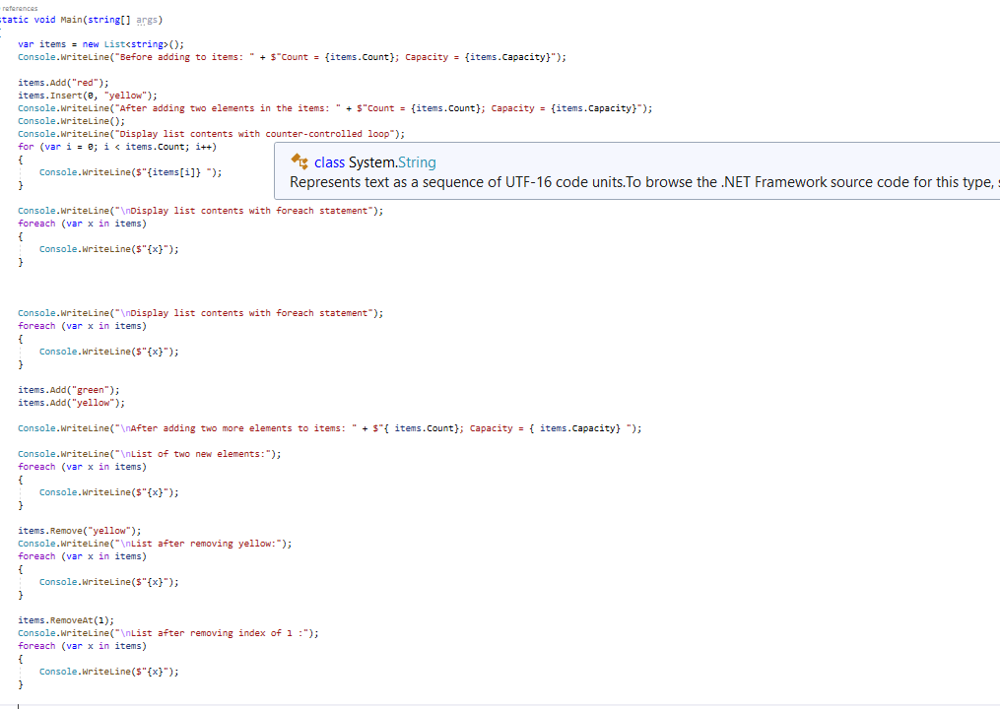 references
static void Main(string[] args)
var items = new List<string>();
Console.WriteLine("Before adding to items: " + $"Count = {items.Count}; Capacity = {items.Capacity}");
items.Add("red");
items.Insert(0, "yellow");
Console.WriteLine("After adding two elements in the items: " + $"Count = {items.Count}; Capacity = {items.Capacity}");
Console.WriteLine();
Console.WriteLine("Display list contents with counter-controlled loop");
for (var i = 0; i < items.Count; i++)
{
Console.WriteLine($"{items[i]} ");
}
class System.String
Represents text as a sequence of UTF-16 code units.To browse the .NET Framework source code for this type,
Console.WriteLine("\nDisplay list contents with foreach statement");
foreach (var x in items)
{
Console.WriteLine($"{x}");
}
Console.WriteLine("\nDisplay list contents with foreach statement");
foreach (var x in items)
{
Console.WriteLine($"{x}");
}
items.Add("green");
items.Add("yellow");
Console.WriteLine("\nAfter adding two more elements to items: " + $"{ items.Count}; Capacity = { items.Capacity} ");
Console.WriteLine("\nList of two new elements:");
foreach (var x in items)
{
Console.WriteLine($"{x}");
}
items.Remove("yellow");
Console.WriteLine("\nList after removing yellow:");
foreach (var x in items)
{
Console.WriteLine($"{x}");
}
items.RemoveAt(1);
Console.WriteLine("\nList after removing index of 1 :");
foreach (var x in items)
{
Console.WriteLine($"{x}");
}